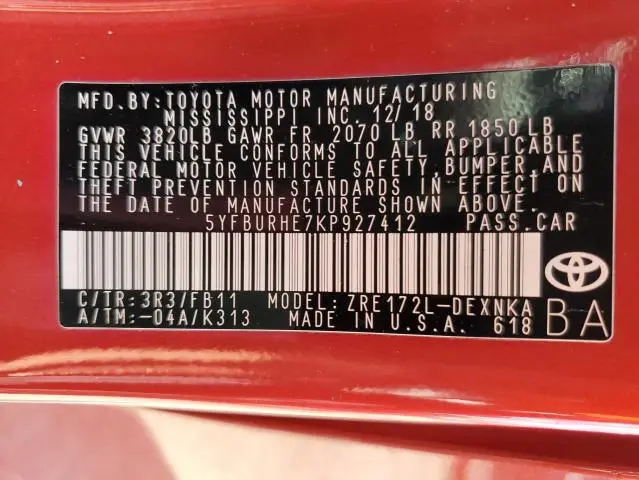 MFD.BY:TOYOTA MOTOR MANUFACTURING
MISSISSIPPI INC. 12/18
GVWR 3820LB GAWR FR 2070 LB RR 1850 LB
THIS VEHICLE CONFORMS TO ALL APPLICABLE
FEDERAL MOTOR VEHICLE SAFETY,BUMPER,AND
THEFT PREVENTION STANDARDS IN EFFECT ON
THE DATE OF MANUFACTURE SHOWN ABOVE.
5YFBURHE7KP927412 PASS.CAR
C/TR:3R3/FB11 MODEL:ZRE172L-DEXNKA
A/TM:-04A/K313 MADE IN U.S.A. 618
BA